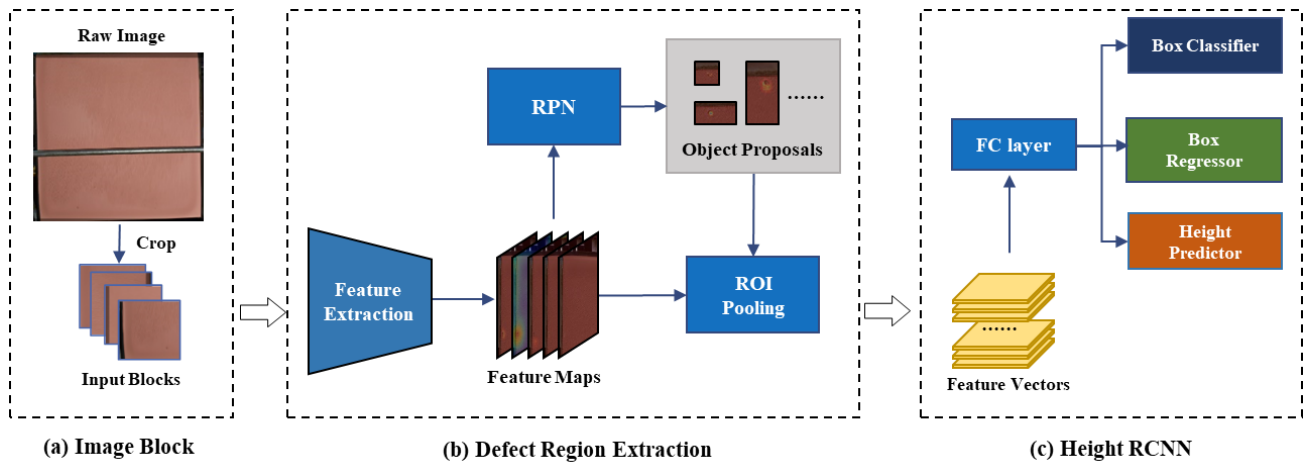 Raw Image
Crop
Input Blocks
(a) Image Block
Feature
Extraction
RPN
Feature Maps
......
Object Proposals
ROI
Pooling
(b) Defect Region Extraction
FC layer
......
Feature Vectors
Box Classifier
Box
Regressor
Height
Predictor
(c) Height RCNN